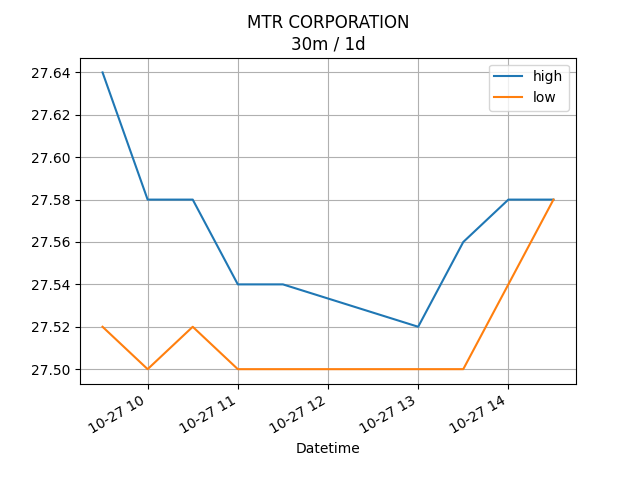 MTR CORPORATION
30m / 1d
high
low
27.64
27.62
27.60
27.58
27.56
27.54
27.52
27.50
10-27 10
10-27 11
10-27 12
10-27 13
10-27 14
Datetime